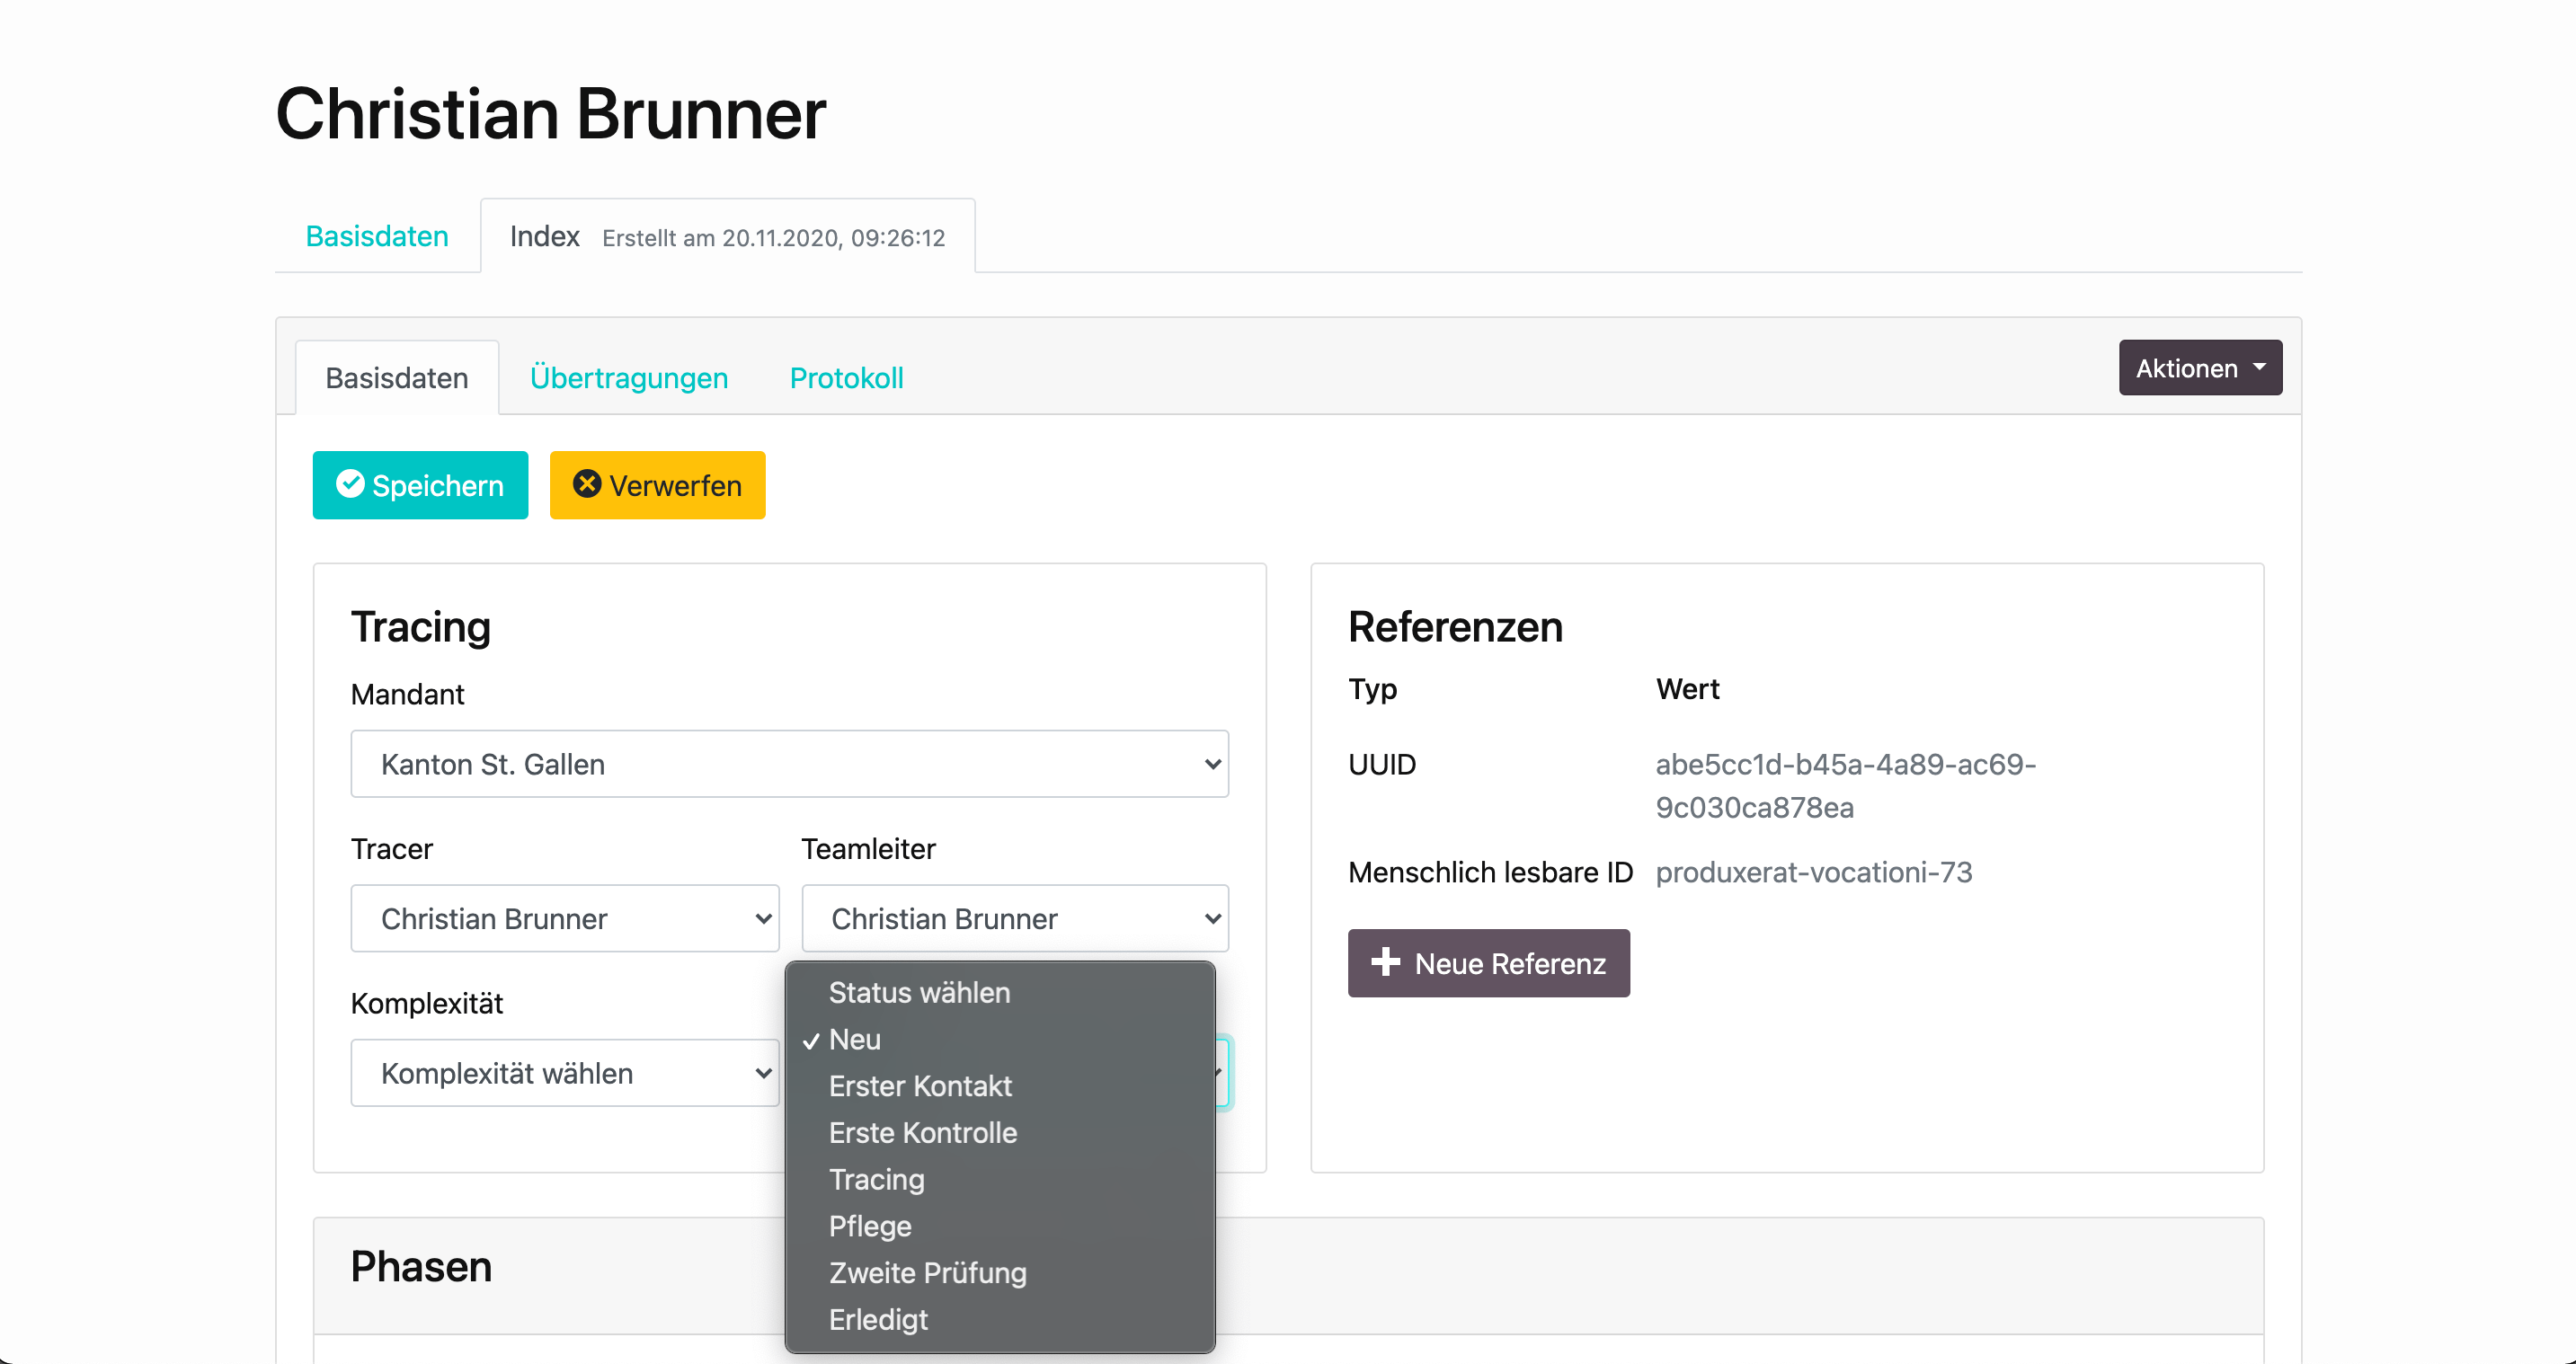 Christian Brunner
Basisdaten
Index Erstellt am 20.11.2020, 09:26:12
Basisdaten
Übertragungen
Protokoll
Aktionen
Speichern
Verwerfen
Tracing
Mandant
Kanton St. Gallen
Tracer
Teamleiter
Christian Brunner
Christian Brunner
Komplexität
Komplexität wählen
Status wählen
Neu
Erster Kontakt
Erste Kontrolle
Tracing
Pflege
Zweite Prüfung
Erledigt
Referenzen
Typ
Wert
UUID
abe5cc1d-b45a-4a89-ac69-
9c030ca878ea
Menschlich lesbare ID
produxerat-vocationi-73
Neue Referenz
Phasen